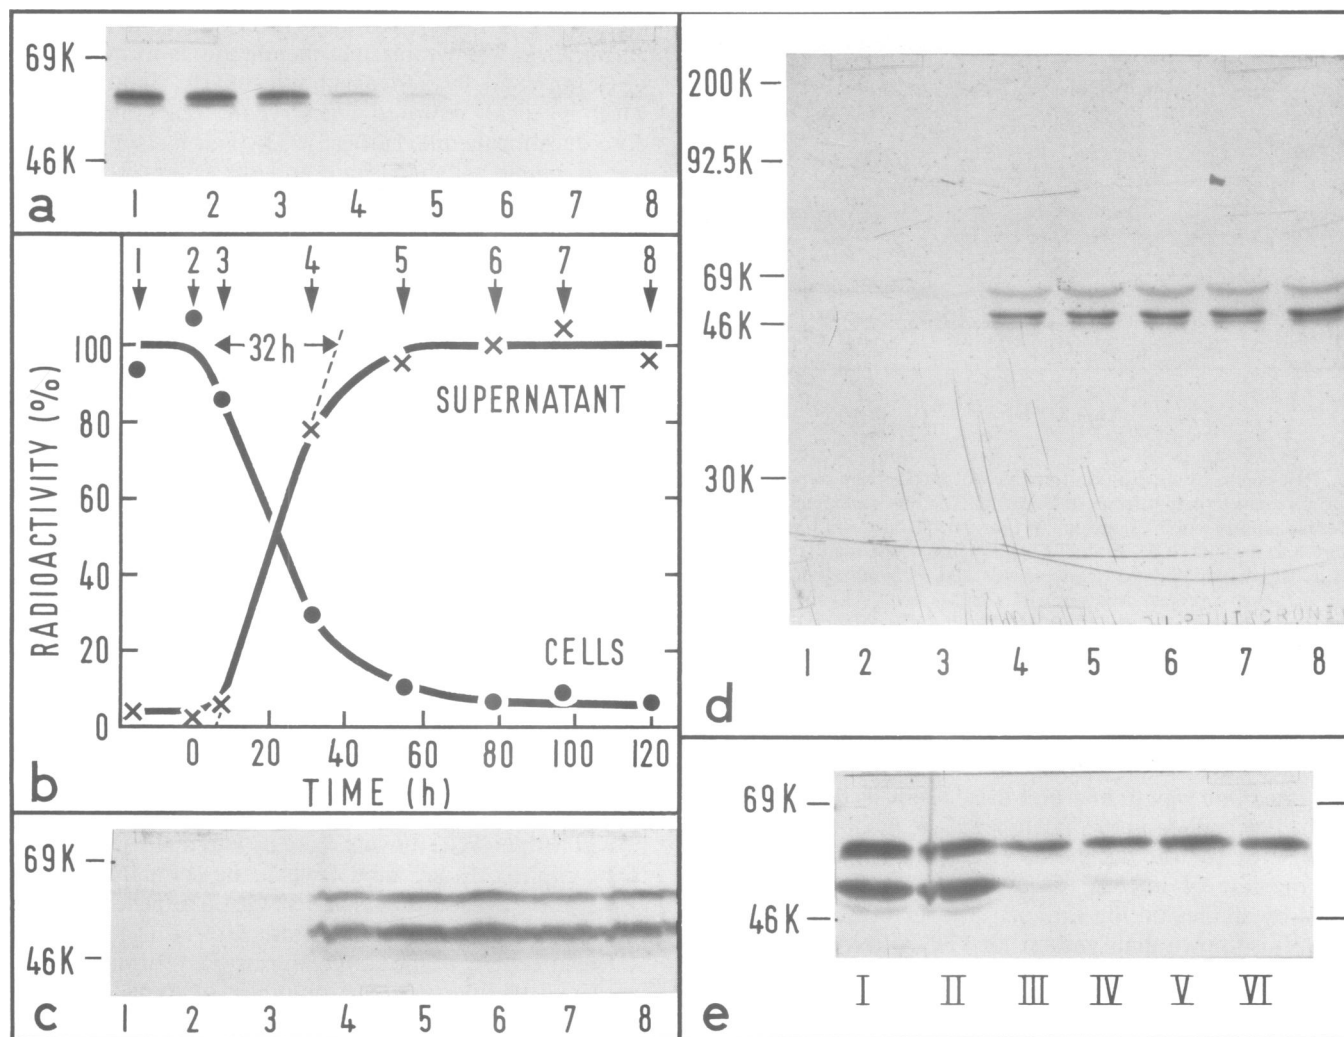 69K
46K
a
1 2 3 4 5 6 7 8
1 2 3 4 5 6 7 8
32h
SUPERNATANT
CELLS
RADIOACTIVITY (%)
100
80
60
40
20
0
0 20 40 60 80 100 120
TIME (h)
b
69K
46K
c
1 2 3 4 5 6 7 8
200K
92.5K
69K
46K
30K
1 2 3 4 5 6 7 8
d
69K
46K
e
I II III IV V VI